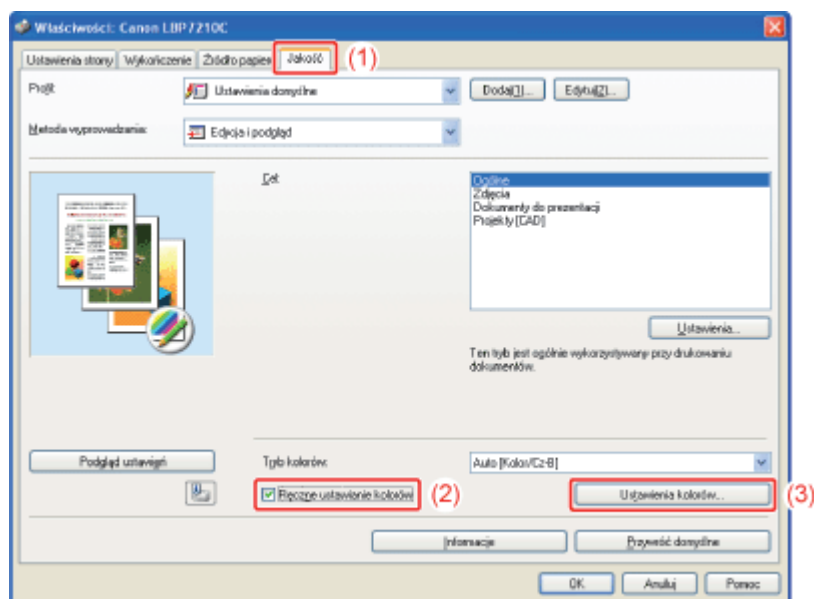 Właściwości: Canon LBP7210C
Ustawienia strony Wykończenie Źródło papieru Jakość (1)
Profil: Ustawienia domyślne Dodaj[1]... Edytuj[2]...
Metoda wyprowadzania: Edycja i podgląd
Cel: Ogólne
Zdjęcia
Dokumenty do prezentacji
Projekty [CAD]
Ustawienia...
Ten tryb jest ogólnie wykorzystywany przy drukowaniu
dokumentów.
Podgląd ustawień Tryb kolorów: Auto [Kolor/Cz-B]
Ręczne ustawianie kolorów (2) Ustawienia kolorów... (3)
Informacje Przywróć domyślne
OK Anuluj Pomoc